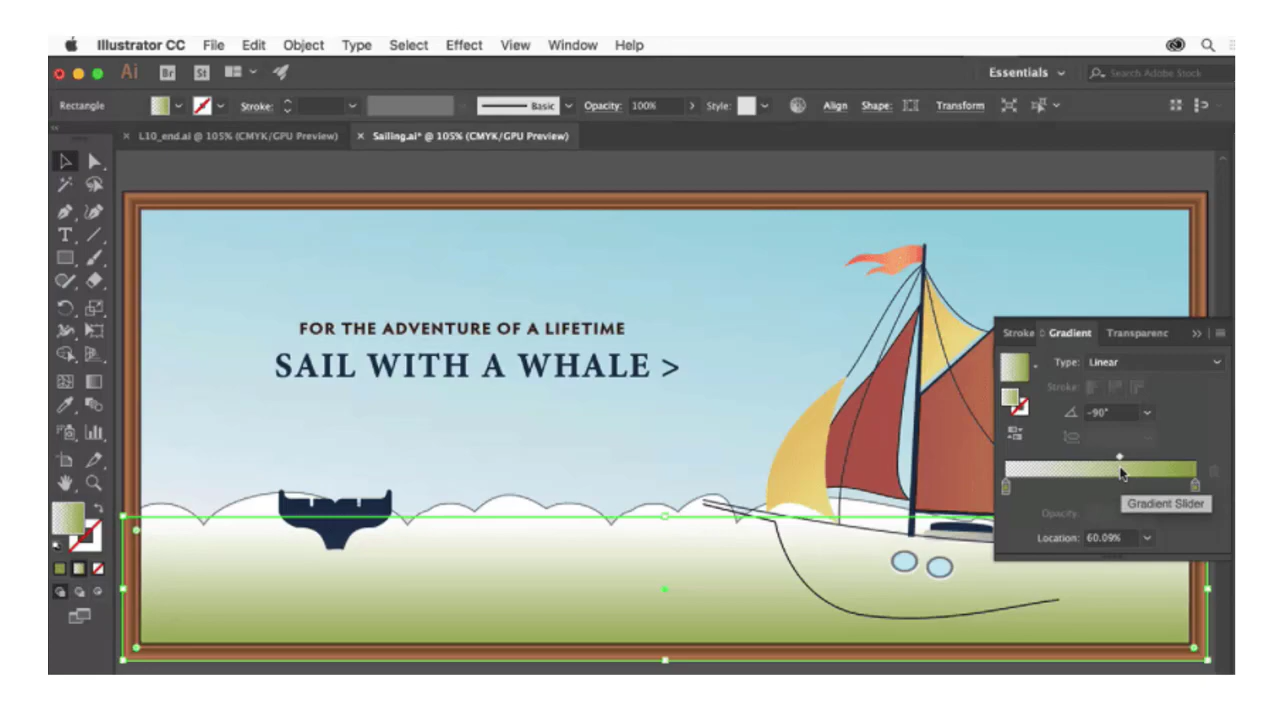 Illustrator CC File Edit Object Type Select Effect View Window Help
Ai Br St Essentials Search Adobe Stock
Rectangle Stroke: Basic Opacity: 100% > Style: Align Shape: Transform
× L10_end.ai @ 105% (CMYK/GPU Preview) × Sailing.ai* @ 105% (CMYK/GPU Preview)
FOR THE ADVENTURE OF A LIFETIME
SAIL WITH A WHALE >
Stroke Gradient Transparenc >>
Type: Linear
Stroke:
-90°
Gradient Slider
Opacity:
Location: 60.09%